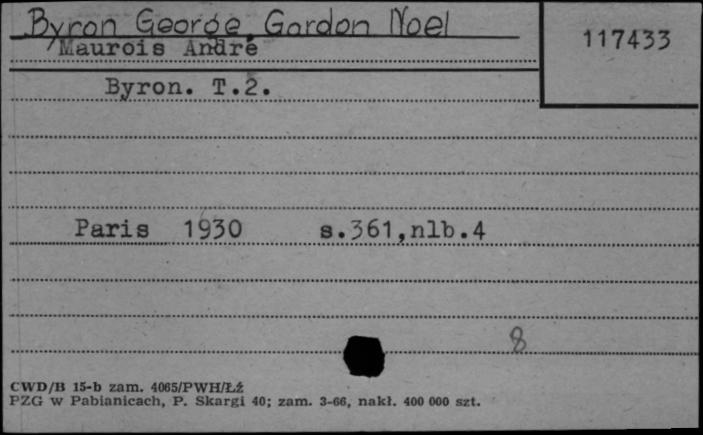 Byron George Gordon Noel
117433
Maurois André
Byron. T.2.
Paris 1930 s.361,nlb.4
8
CWD/B 15-b zam. 4065/PWH/Łź
PZG w Pabianicach, P. Skargi 40; zam. 3-66, nakł. 400 000 szt.